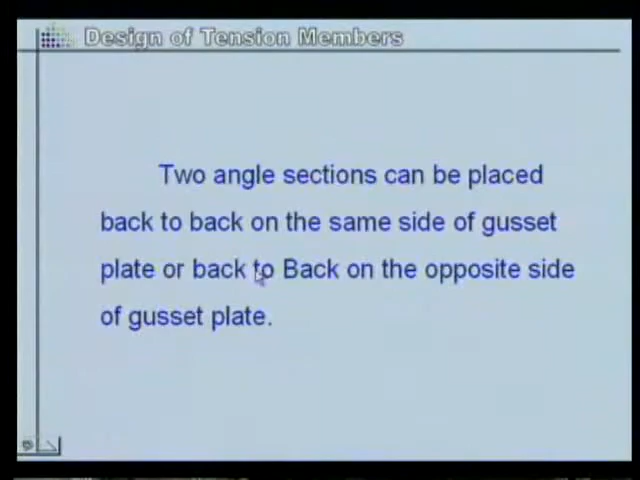 Design of Tension Members
Two angle sections can be placed
back to back on the same side of gusset
plate or back to Back on the opposite side
of gusset plate.